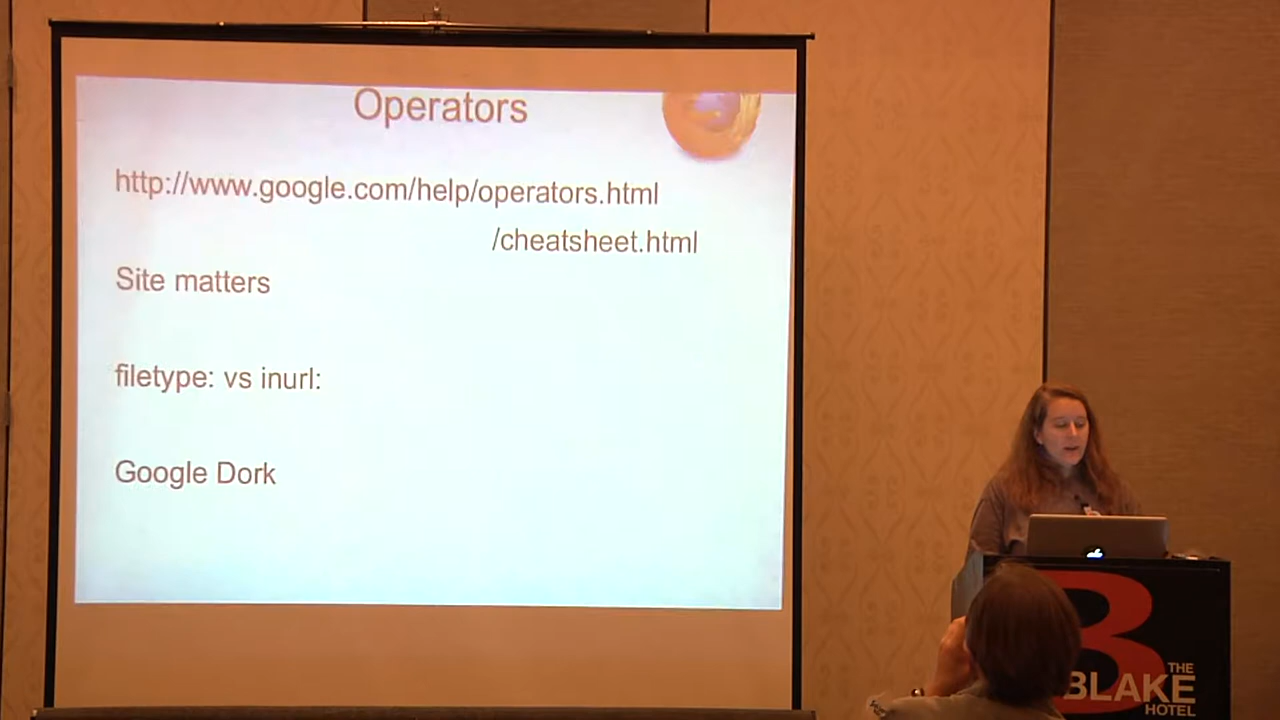 Operators
http://www.google.com/help/operators.html
/cheatsheet.html
Site matters
filetype: vs inurl:
Google Dork
B
THE
BLAKE
HOTEL